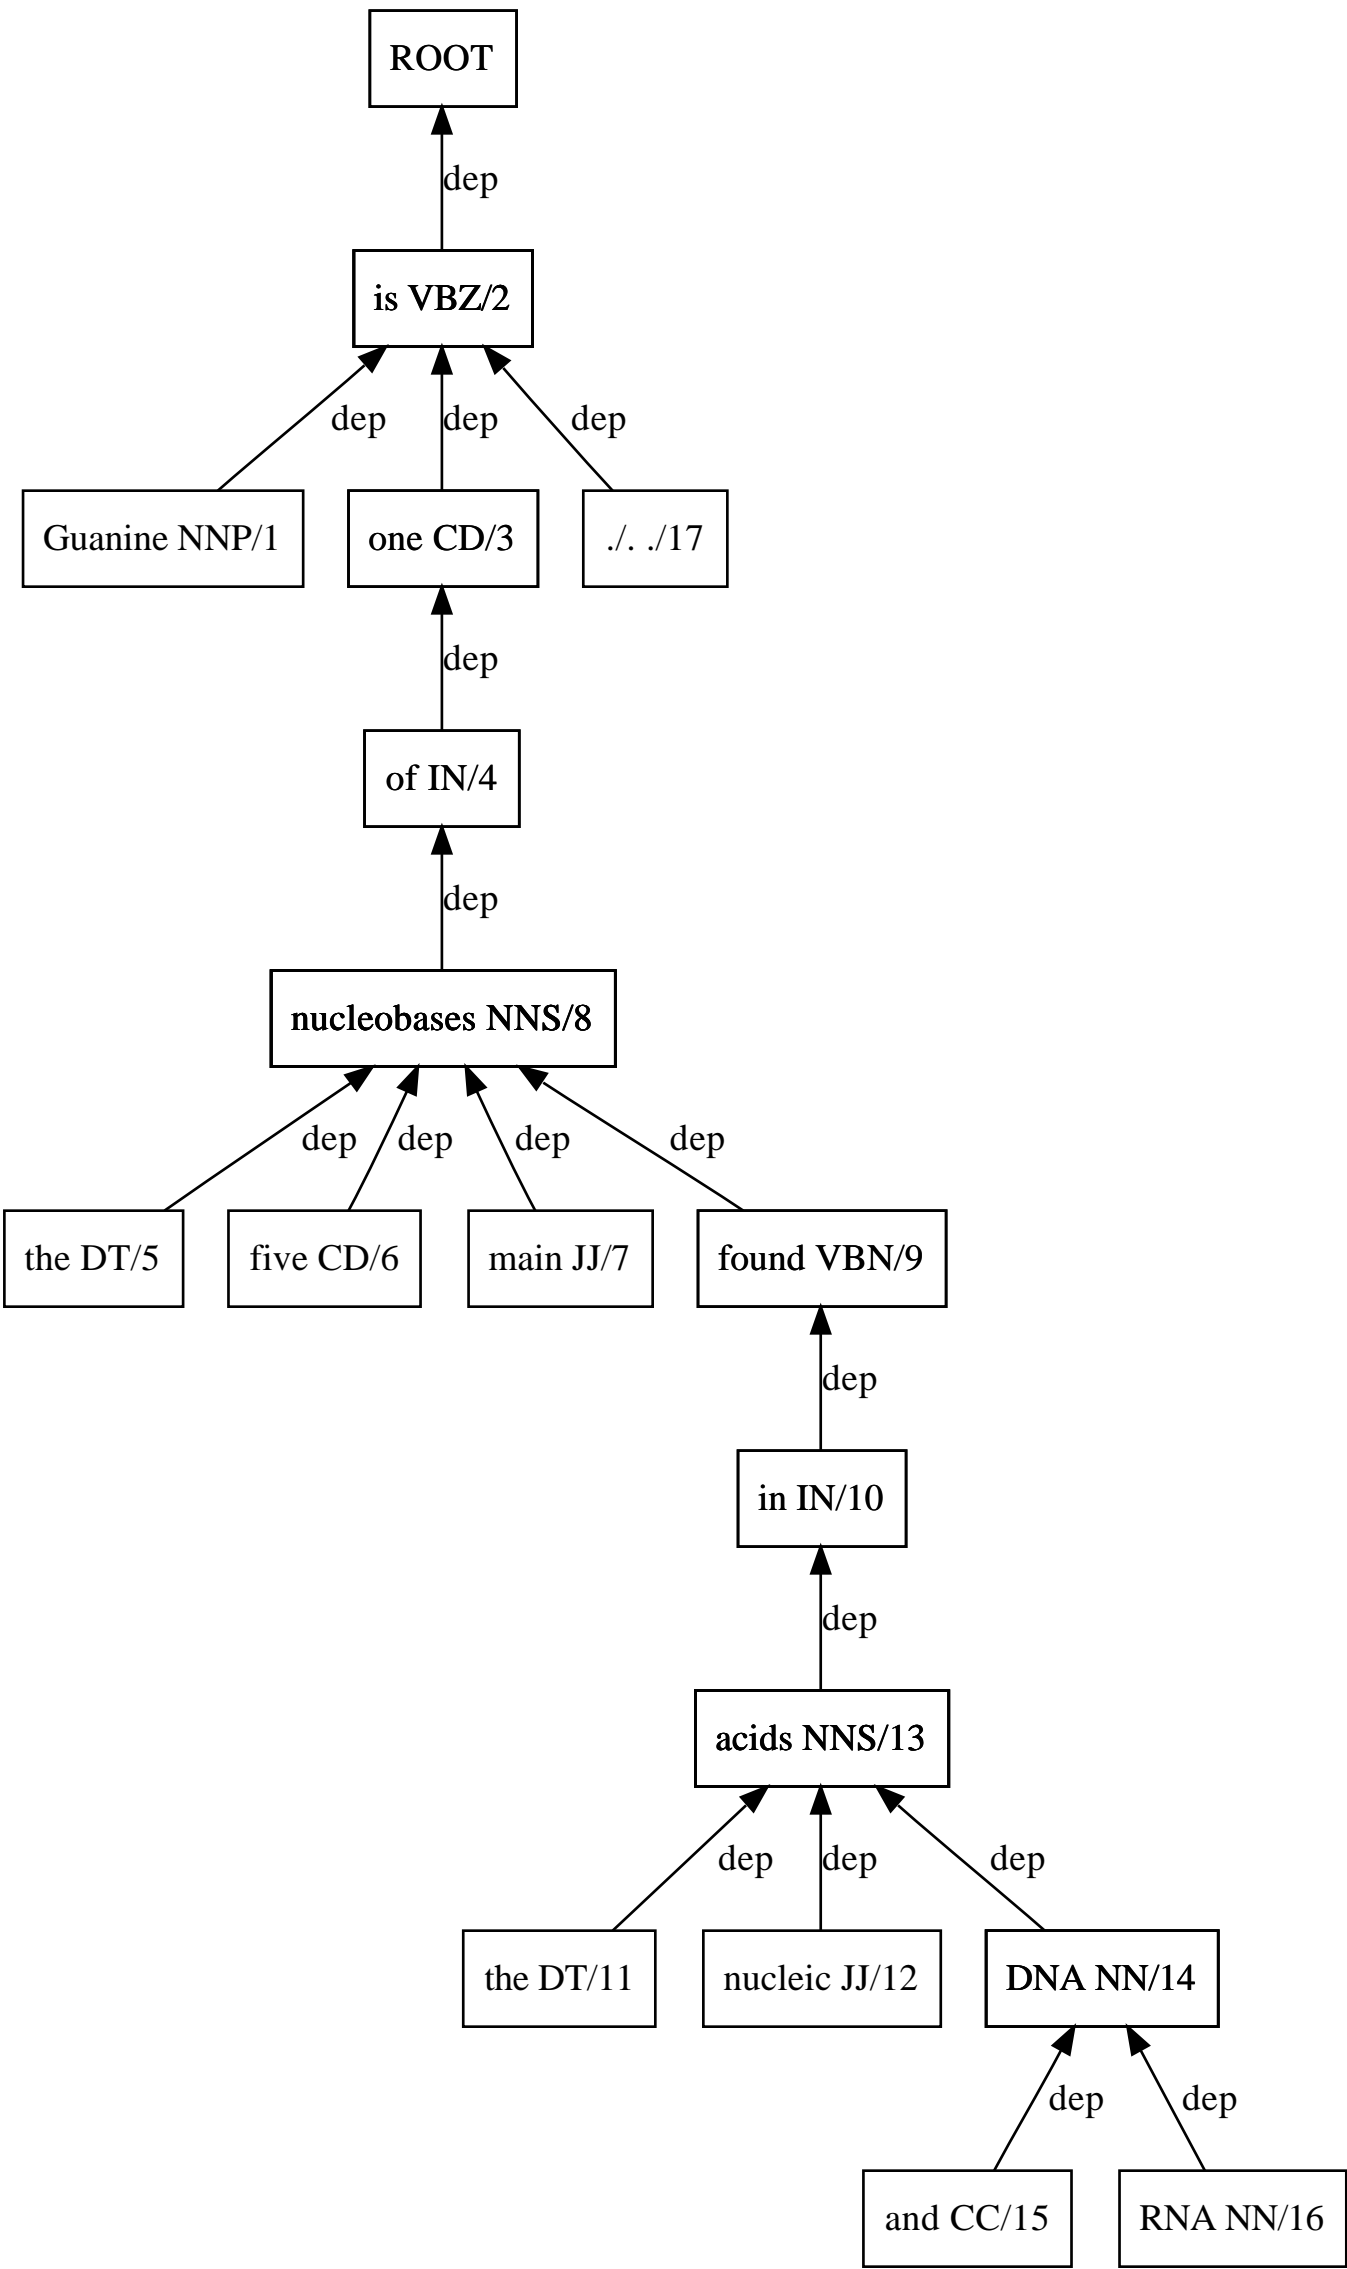 ROOT
dep
is VBZ/2
dep dep dep
Guanine NNP/1 one CD/3 ./. ./17
dep
of IN/4
dep
nucleobases NNS/8
dep dep dep dep
the DT/5 five CD/6 main JJ/7 found VBN/9
dep
in IN/10
dep
acids NNS/13
dep dep dep
the DT/11 nucleic JJ/12 DNA NN/14
dep dep
and CC/15 RNA NN/16